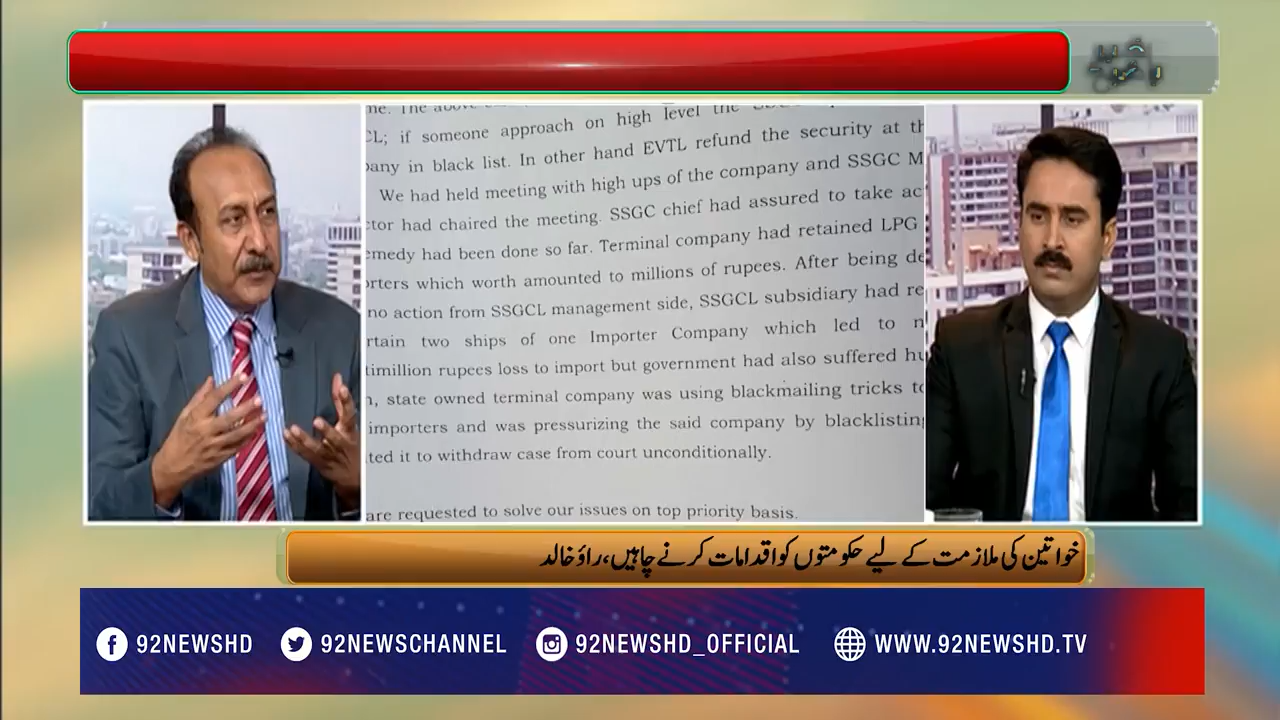 CL; if someone approach on high level the
pany in black list. In other hand EVTL refund the security at th
We had held meeting with high ups of the company and SSGC M
ctor had chaired the meeting. SSGC chief had assured to take ac
emedy had been done so far. Terminal company had retained LPG
orters which worth amounted to millions of rupees. After being de
no action from SSGCL management side, SSGCL subsidiary had re
rtain two ships of one Importer Company which led to n
timillion rupees loss to import but government had also suffered hu
n, state owned terminal company was using blackmailing tricks to
importers and was pressurizing the said company by blacklisting
ted it to withdraw case from court unconditionally.
are requested to solve our issues on top priority basis.
خواتین کی ملازمت کے لیے حکومتوں کو اقدامات کرنے چاہیں، راؤ خالد
92NEWSHD 92NEWSCHANNEL 92NEWSHD_OFFICIAL WWW.92NEWSHD.TV